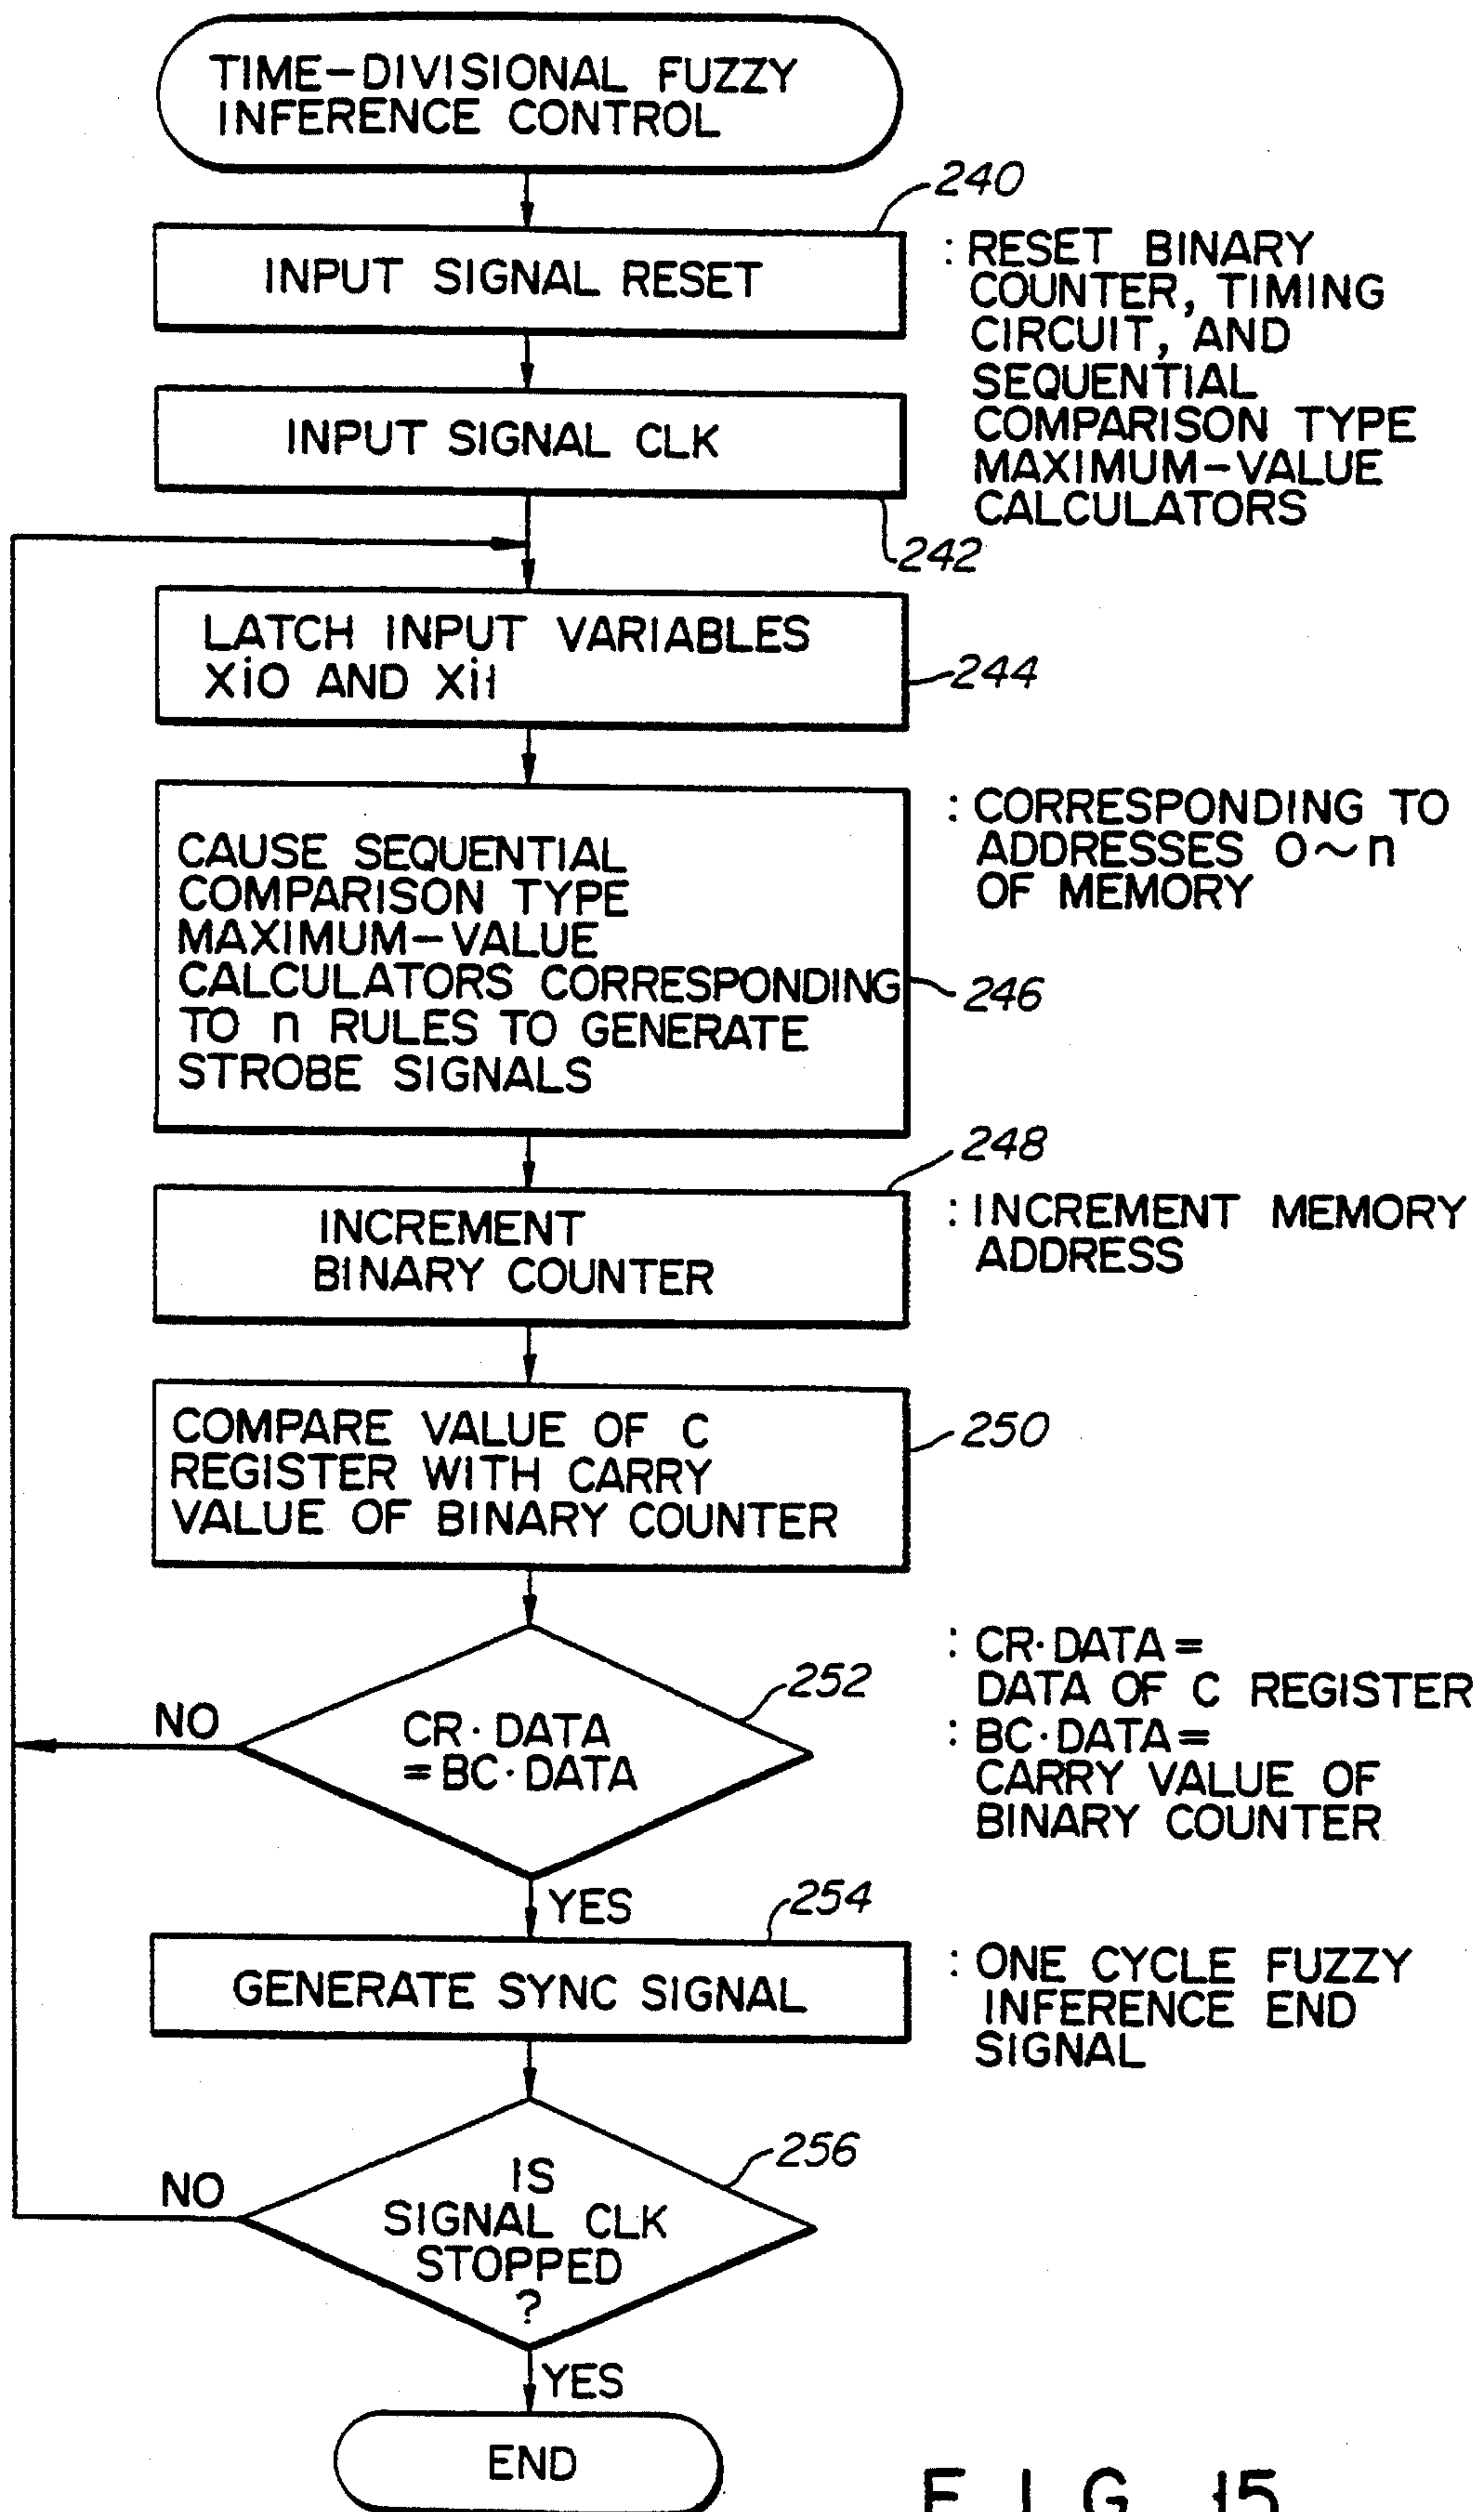 TIME-DIVISIONAL FUZZY
INFERENCE CONTROL
240
INPUT SIGNAL RESET
: RESET BINARY
COUNTER, TIMING
CIRCUIT, AND
SEQUENTIAL
COMPARISON TYPE
MAXIMUM-VALUE
CALCULATORS
INPUT SIGNAL CLK
242
LATCH INPUT VARIABLES
Xi0 AND Xi1
244
CAUSE SEQUENTIAL
COMPARISON TYPE
MAXIMUM-VALUE
CALCULATORS CORRESPONDING
TO n RULES TO GENERATE
STROBE SIGNALS
: CORRESPONDING TO
ADDRESSES 0~n
OF MEMORY
246
248
INCREMENT
BINARY COUNTER
: INCREMENT MEMORY
ADDRESS
COMPARE VALUE OF C
REGISTER WITH CARRY
VALUE OF BINARY COUNTER
250
252
CR·DATA
=BC·DATA
NO
: CR·DATA=
DATA OF C REGISTER
: BC·DATA=
CARRY VALUE OF
BINARY COUNTER
YES
254
GENERATE SYNC SIGNAL
: ONE CYCLE FUZZY
INFERENCE END
SIGNAL
256
IS
SIGNAL CLK
STOPPED
?
NO
YES
END
FIG. 15